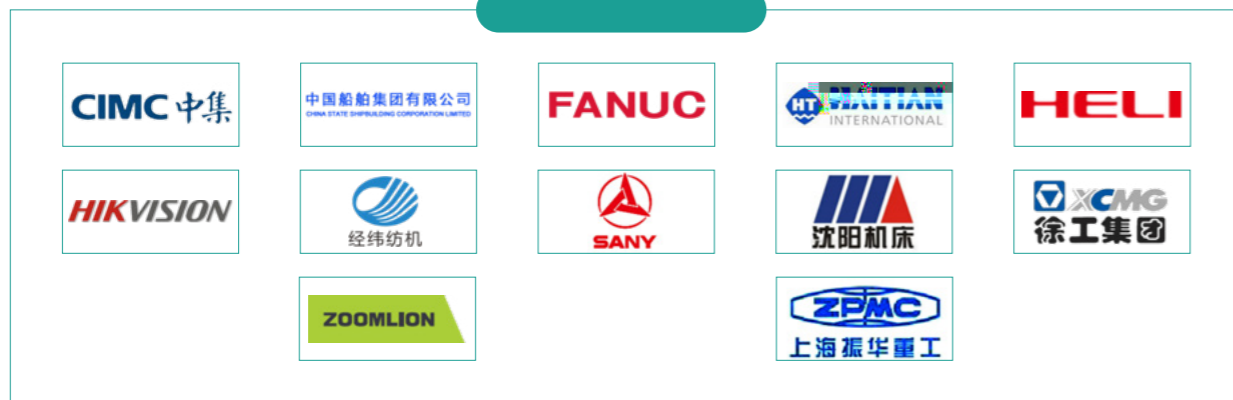 CIMC 中集
中国船舶集团有限公司
CHINA STATE SHIPBUILDING CORPORATION LIMITED
FANUC
HT HAITIAN
INTERNATIONAL
HELI
HIKVISION
经纬纺机
SANY
沈阳机床
XCMG
徐工集团
ZOOMLION
ZPMC
上海振华重工